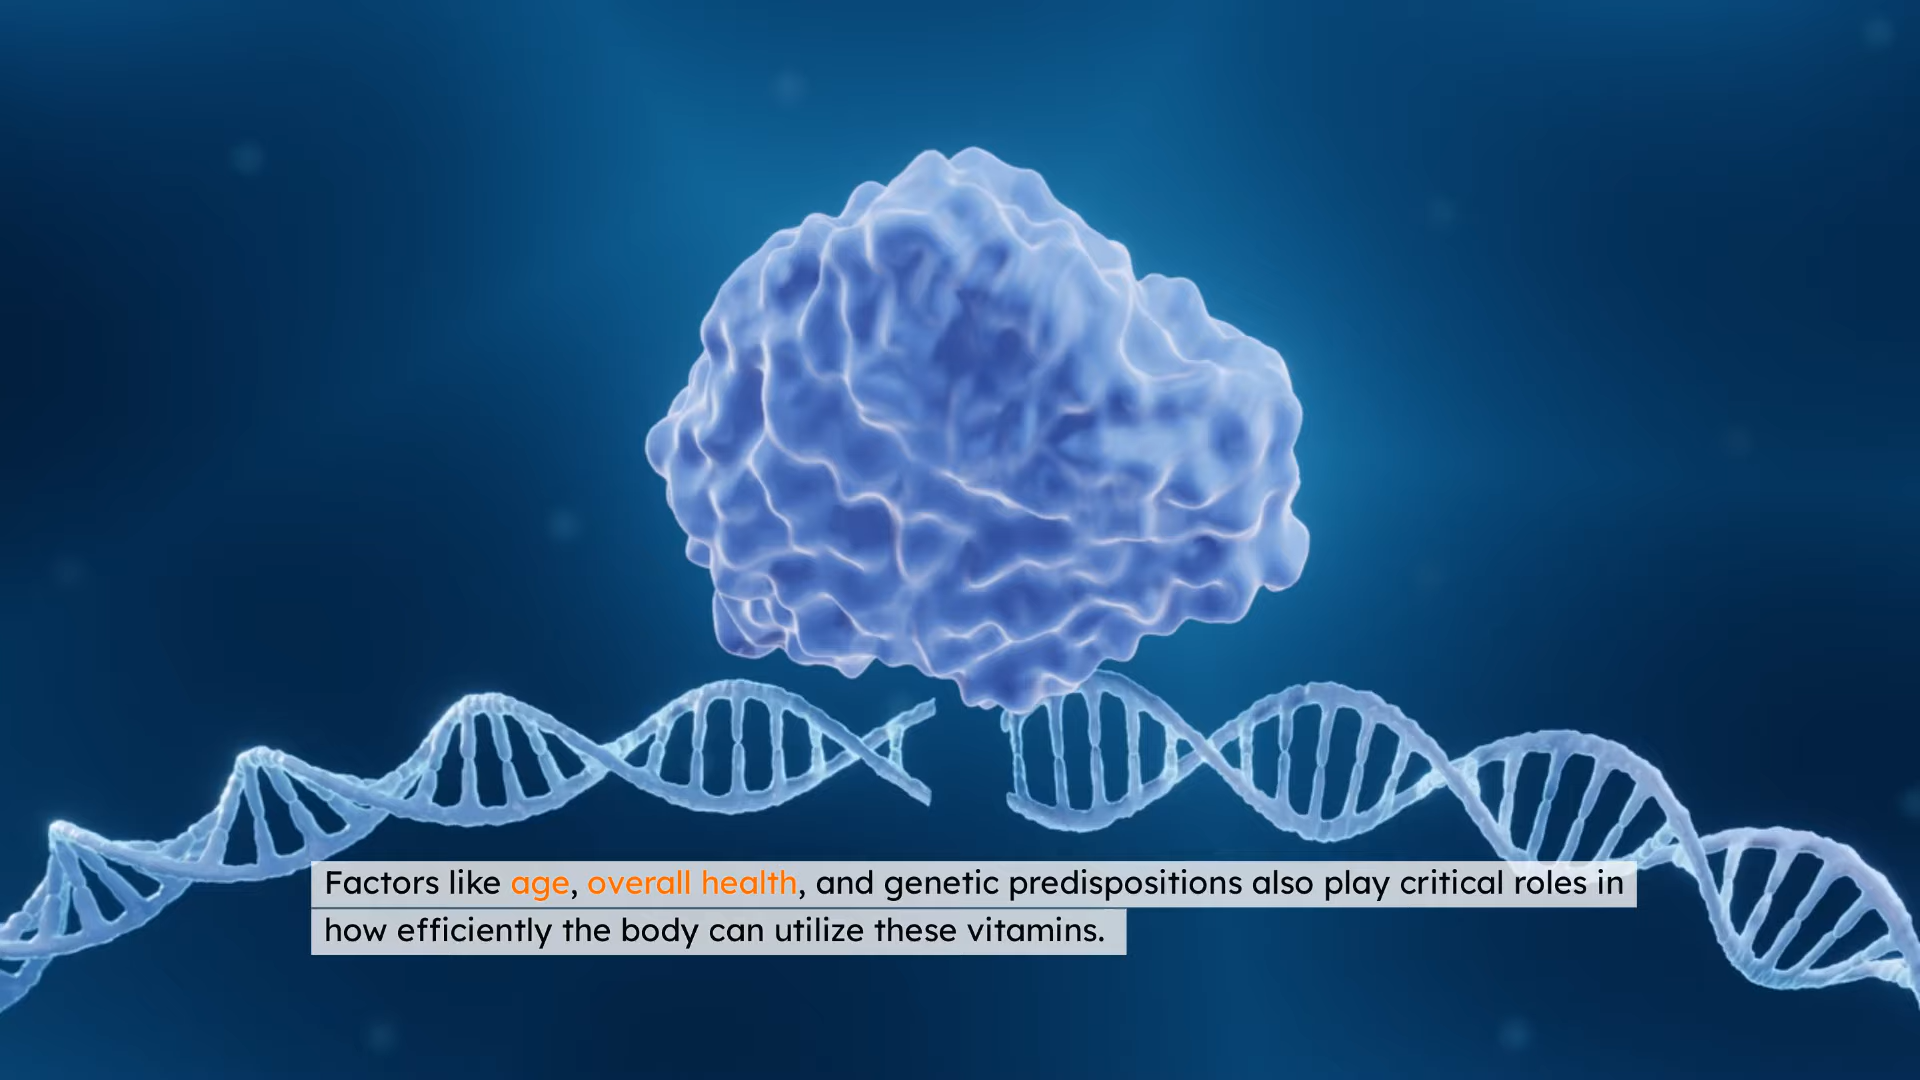 Factors like age, overall health, and genetic predispositions also play critical roles in
how efficiently the body can utilize these vitamins.